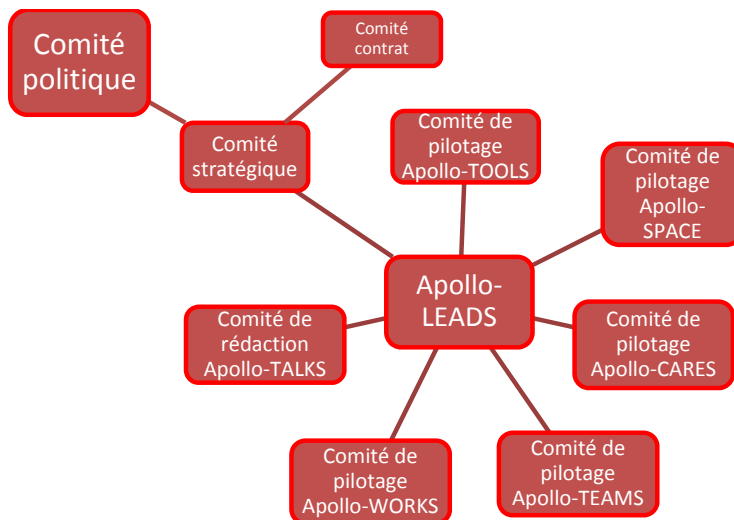 Comité
politique
Comité
contrat
Comité
stratégique
Comité de
pilotage
Apollo-TOOLS
Comité de
pilotage
Apollo-
SPACE
Apollo-
LEADS
Comité de
rédaction
Apollo-TALKS
Comité de
pilotage
Apollo-CARES
Comité de
pilotage
Apollo-WORKS
Comité de
pilotage
Apollo-TEAMS